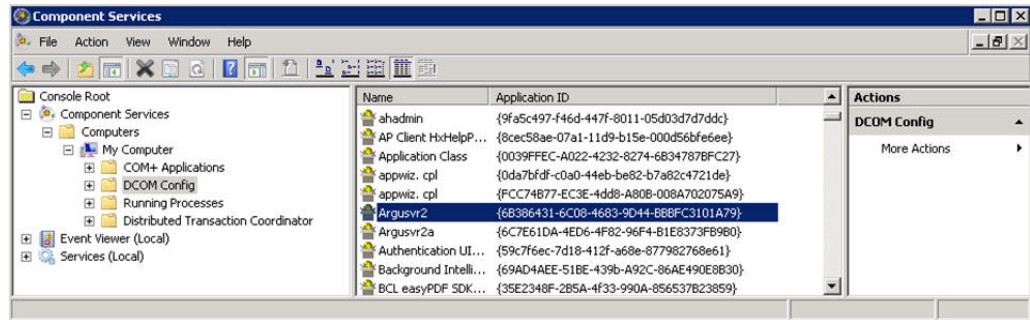 Component Services
File Action View Window Help
Console Root
Component Services
Computers
My Computer
COM+ Applications
DCOM Config
Running Processes
Distributed Transaction Coordinator
Event Viewer (Local)
Services (Local)
Name Application ID
ahadmin {9fa5c497-f46d-447f-8011-05d03d7d7ddc}
AP Client HxHelpP... {8cec58ae-07a1-11d9-b15e-000d56bfe6ee}
Application Class {0039FFEC-A022-4232-8274-6B34787BFC27}
appwiz. cpl {0da7bfdf-c0a0-44eb-be82-b7a82c4721de}
appwiz. cpl {FCC74B77-EC3E-4dd8-A80B-008A702075A9}
Argusvr2 {6B386431-6C08-4683-9D44-BBBFC3101A79}
Argusvr2a {6C7E61DA-4ED6-4F82-96F4-B1E8373FB9B0}
Authentication UI... {59c7f6ec-7d18-412f-a68e-877982768e61}
Background Intelli... {69AD4AEE-51BE-439b-A92C-86AE490E8B30}
BCL easyPDF SDK... {35E2348F-2B5A-4f33-990A-856537B23859}
Actions
DCOM Config
More Actions